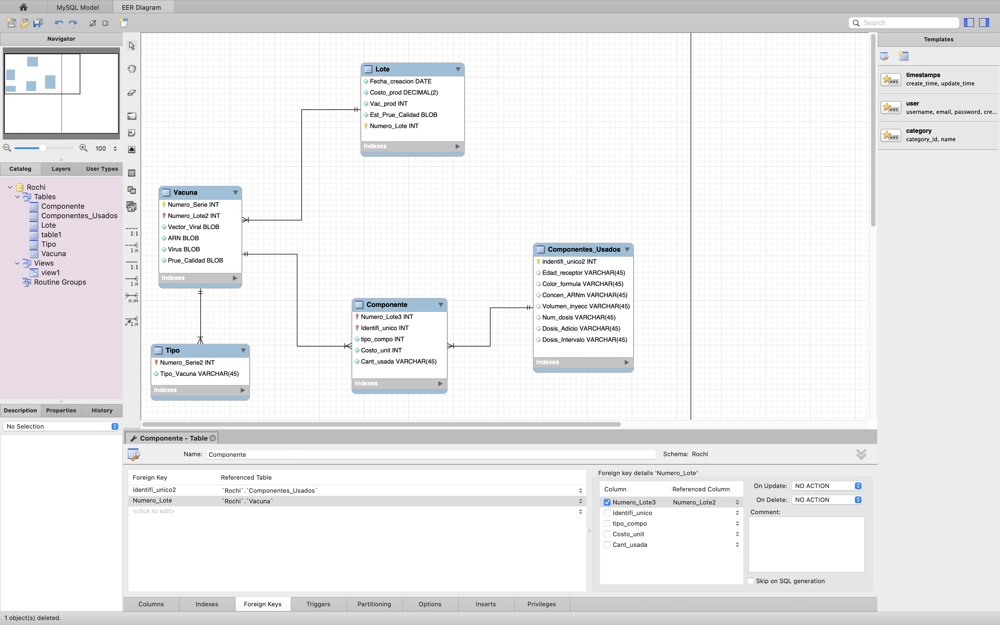 MySQL Model
EER Diagram
Search
Navigator
100
Catalog
Layers
User Types
Rochi
Tables
Componente
Componentes_Usados
Lote
table1
Tipo
Vacuna
Views
view1
Routine Groups
Description
Properties
History
No Selection
1:1
1:n
1:1
1:n
n:m
1:n
Lote
Fecha_creacion DATE
Costo_prod DECIMAL(2)
Vac_prod INT
Est_Prue_Calidad BLOB
Numero_Lote INT
Indexes
Vacuna
Numero_Serie INT
Numero_Lote2 INT
Vector_Viral BLOB
ARN BLOB
Virus BLOB
Prue_Calidad BLOB
Indexes
Tipo
Numero_Serie2 INT
Tipo_Vacuna VARCHAR(45)
Indexes
Componente
Numero_Lote3 INT
Identifi_unico INT
tipo_compo INT
Costo_unit INT
Cant_usada VARCHAR(45)
Indexes
Componentes_Usados
indentifi_unico2 INT
Edad_receptor VARCHAR(45)
Color_formula VARCHAR(45)
Concen_ARNm VARCHAR(45)
Volumen_inyecc VARCHAR(45)
Num_dosis VARCHAR(45)
Dosis_Adicio VARCHAR(45)
Dosis_Intervalo VARCHAR(45)
Indexes
Templates
MWB
timestamps
create_time, update_time
MWB
user
username, email, password, cre...
MWB
category
category_id, name
Componente - Table
Name: Componente
Schema: Rochi
Foreign Key Referenced Table
identifi_unico2 `Rochi`.`Componentes_Usados`
Numero_Lote `Rochi`.`Vacuna`
<click to edit>
Foreign key details 'Numero_Lote'
Column Referenced Column
Numero_Lote3 Numero_Lote2
Identifi_unico
tipo_compo
Costo_unit
Cant_usada
On Update: NO ACTION
On Delete: NO ACTION
Comment:
Skip on SQL generation
Columns
Indexes
Foreign Keys
Triggers
Partitioning
Options
Inserts
Privileges
1 object(s) deleted.